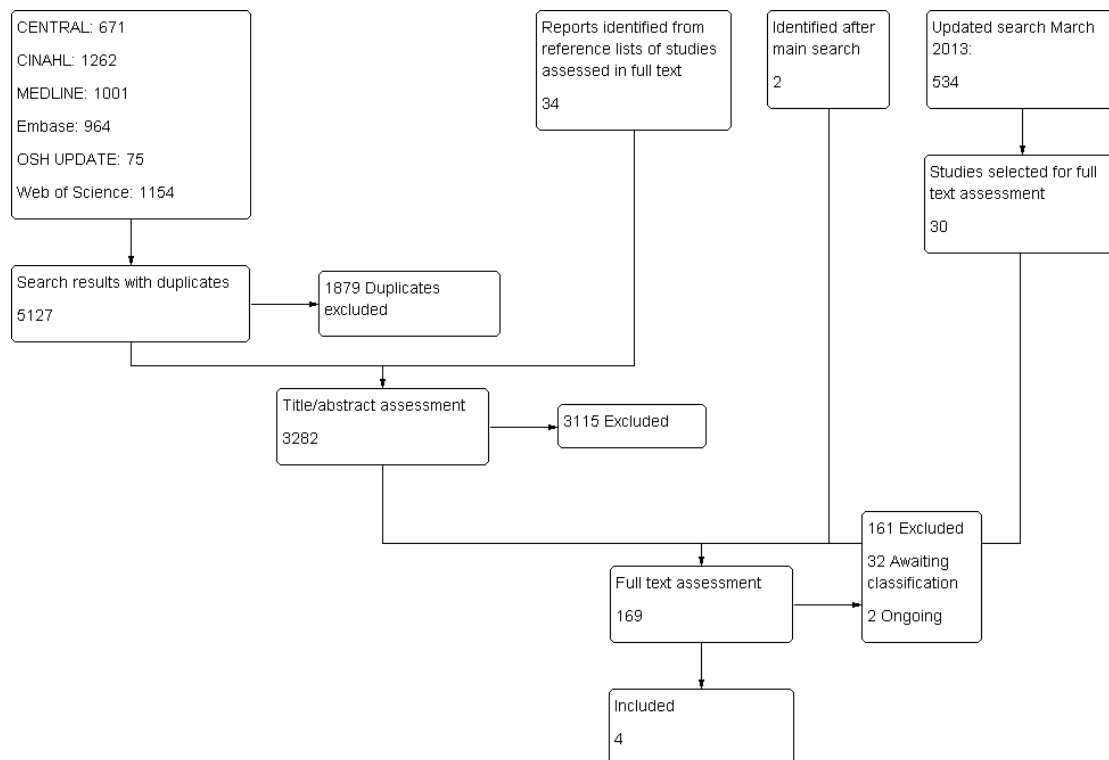 CENTRAL: 671
CINAHL: 1262
MEDLINE: 1001
Embase: 964
OSH UPDATE: 75
Web of Science: 1154
Reports identified from
reference lists of studies
assessed in full text
34
Identified after
main search
2
Updated search March
2013:
534
Studies selected for full
text assessment
30
Search results with duplicates
5127
1879 Duplicates
excluded
Title/abstract assessment
3282
3115 Excluded
Full text assessment
169
161 Excluded
32 Awaiting
classification
2 Ongoing
Included
4